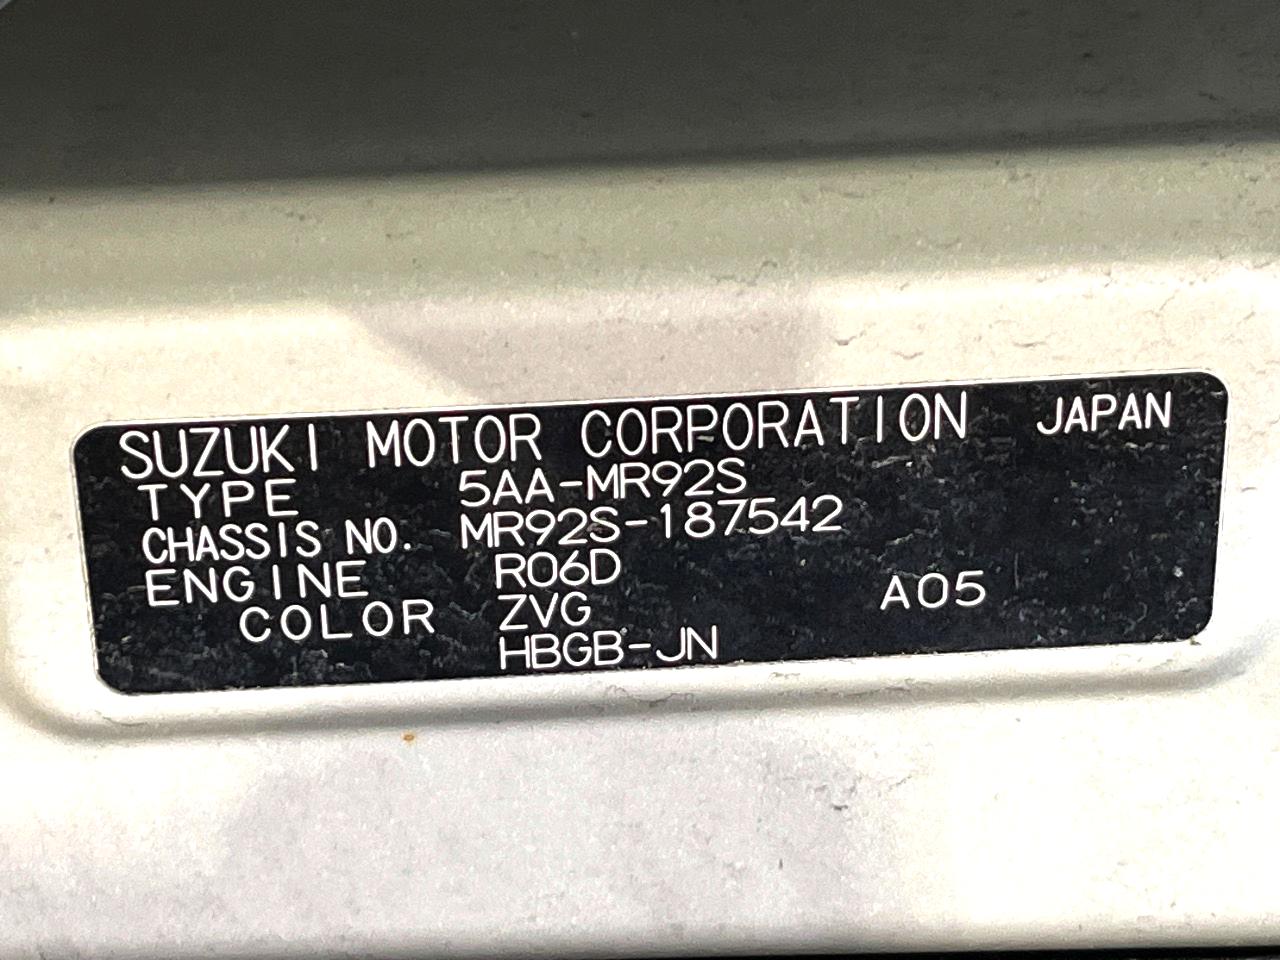 SUZUKI MOTOR CORPORATION JAPAN
TYPE 5AA-MR92S
CHASSIS NO. MR92S-187542
ENGINE R06D
COLOR ZVG A05
HBGB-JN